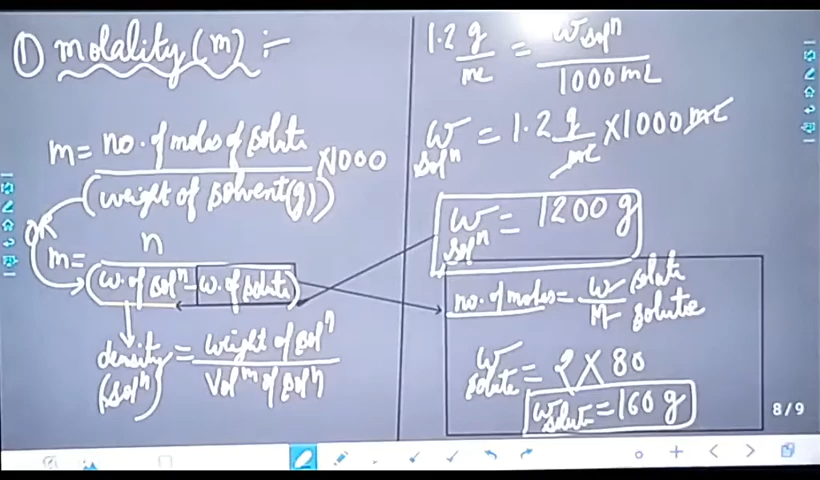 ① molality (m) :-
m = no. of moles of solute ×1000
(weight of solvent (g))
OR
m = n
(w. of solⁿ - w. of solute)
density (solⁿ) = weight of solⁿ
Volᵐ of solⁿ
1.2 g/mL = W solⁿ
1000 mL
W solⁿ = 1.2 g/mL × 1000 mL
W solⁿ = 1200 g
no. of moles = W solute
M solute
W solute = 2 × 80
W solute = 160 g
8/9